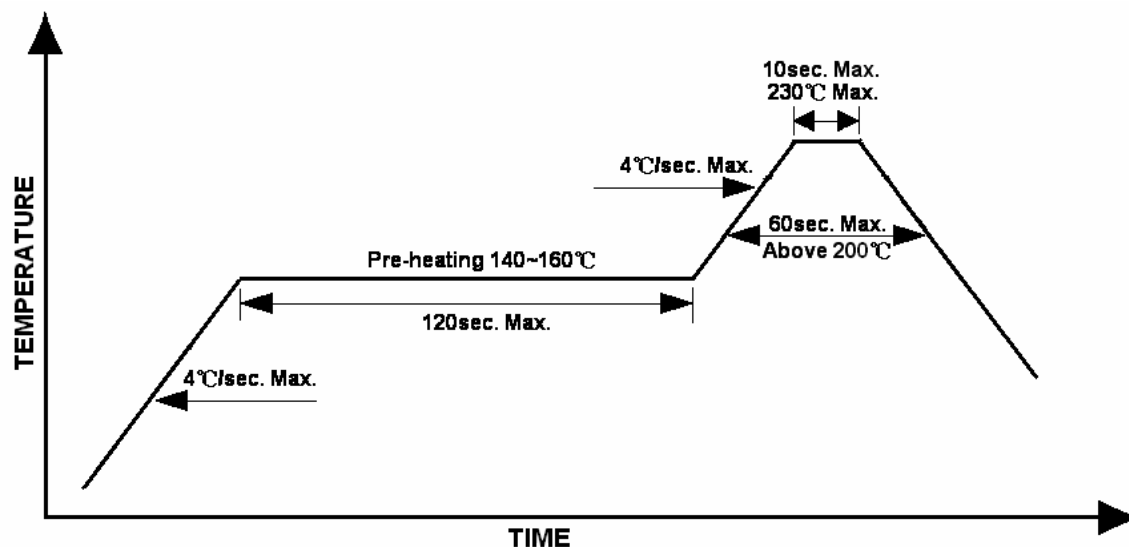 10sec. Max.
230℃ Max.
4℃/sec. Max.
60sec. Max.
Above 200℃
Pre-heating 140~160℃
120sec. Max.
4℃/sec. Max.
TEMPERATURE
TIME